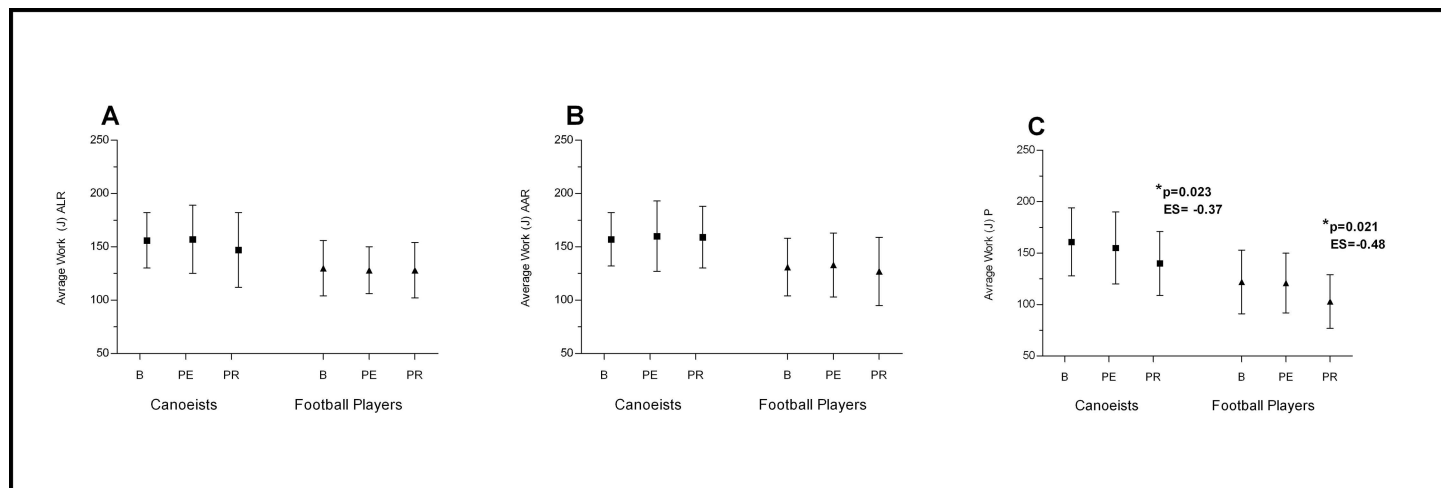 A
250
200
150
100
50
Avrage Work (J) ALR
B PE PR B PE PR
Canoeists Football Players
B
250
200
150
100
50
Average Work (J) AAR
B PE PR B PE PR
Canoeists Football Players
C
250
200
150
100
50
Avrage Work (J) P
*p=0.023
ES= -0.37
*p=0.021
ES=-0.48
B PE PR B PE PR
Canoeists Football Players